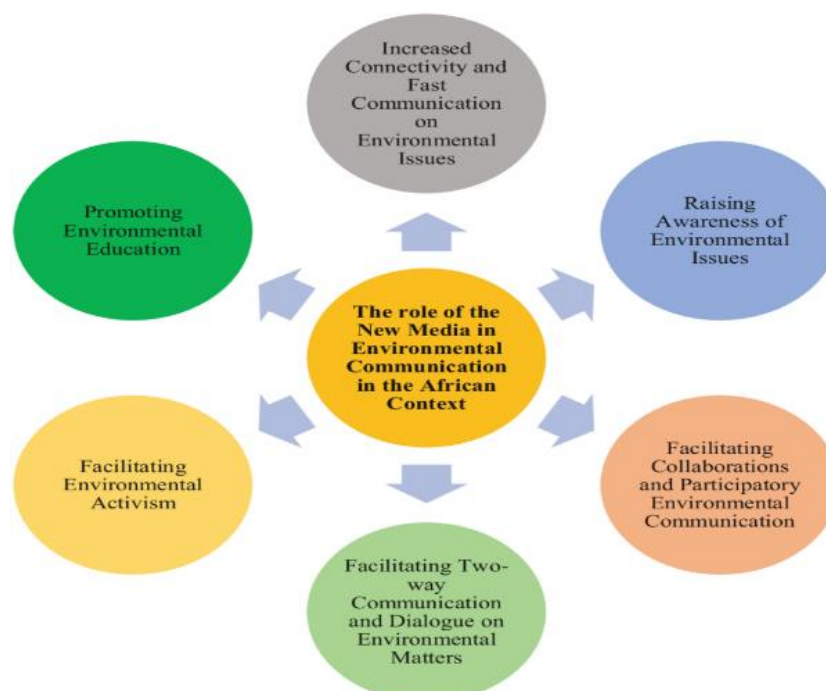 Increased
Connectivity and
Fast
Communication
on
Environmental
Issues
Raising
Awareness of
Environmental
Issues
Facilitating
Collaborations
and Participatory
Environmental
Communication
Facilitating Two-
way
Communication
and Dialogue on
Environmental
Matters
Facilitating
Environmental
Activism
Promoting
Environmental
Education
The role of the
New Media in
Environmental
Communication
in the African
Context